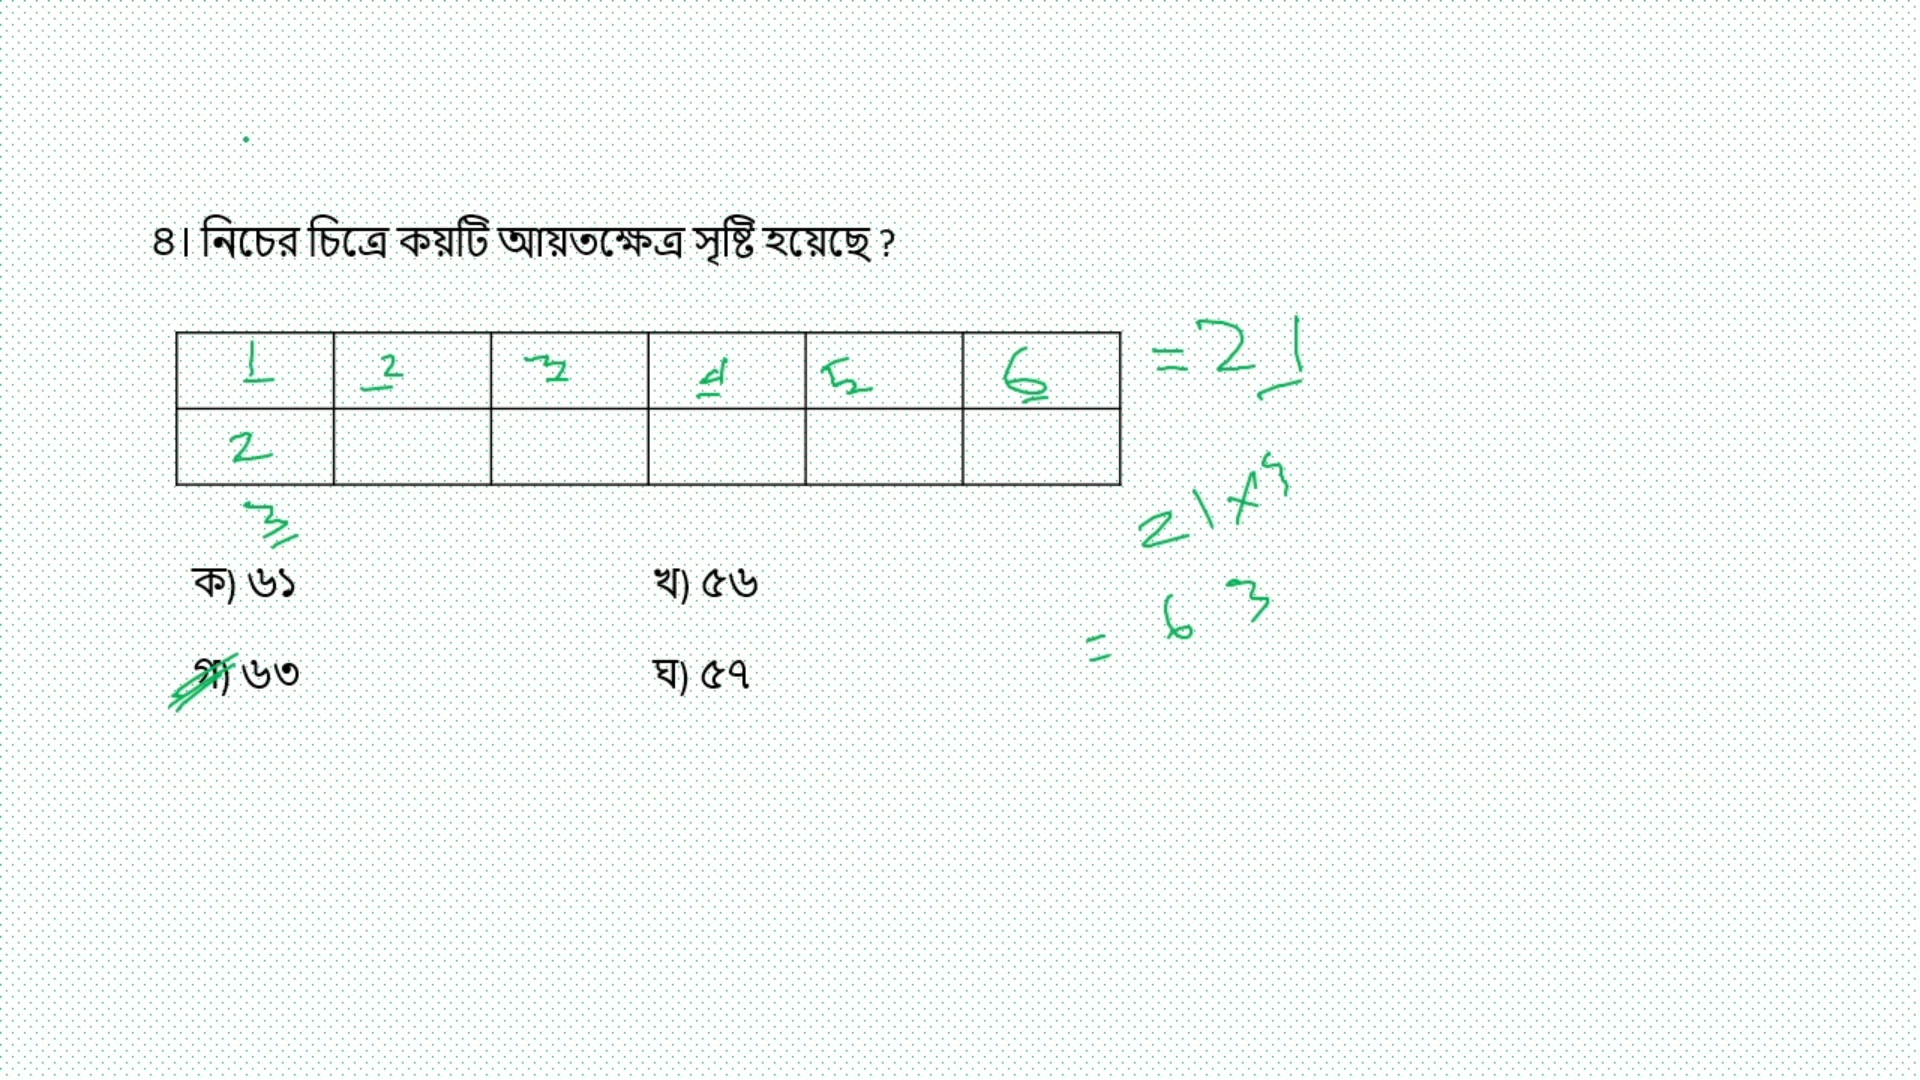 ৪। নিচের চিত্রে কয়টি আয়তক্ষেত্র সৃষ্টি হয়েছে ?
1 2 3 4 5 6 = 21
2
3
21 x 3
= 63
ক) ৬১ খ) ৫৬
গ) ৬৩ ঘ) ৫৭